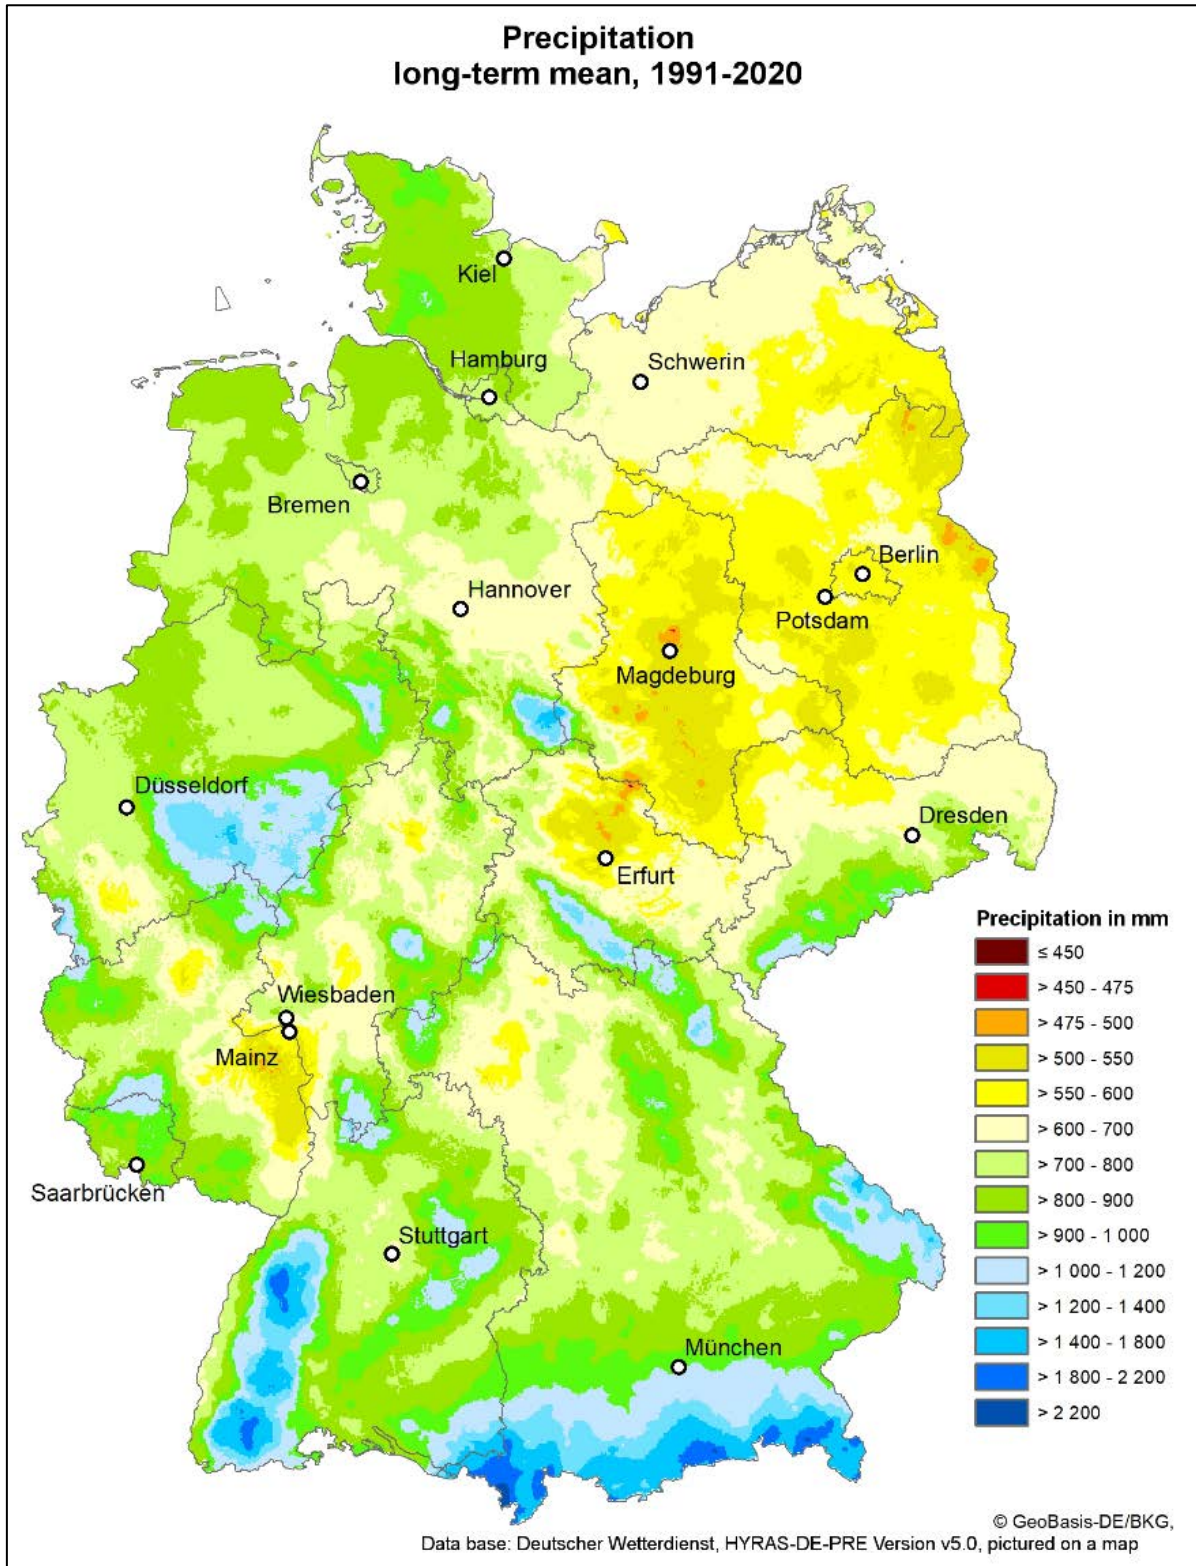 Precipitation
long-term mean, 1991-2020
Kiel
Hamburg
Schwerin
Bremen
Berlin
Hannover
Potsdam
Magdeburg
Düsseldorf
Dresden
Erfurt
Wiesbaden
Mainz
Saarbrücken
Stuttgart
München
Precipitation in mm
≤ 450
> 450 - 475
> 475 - 500
> 500 - 550
> 550 - 600
> 600 - 700
> 700 - 800
> 800 - 900
> 900 - 1 000
> 1 000 - 1 200
> 1 200 - 1 400
> 1 400 - 1 800
> 1 800 - 2 200
> 2 200
© GeoBasis-DE/BKG,
Data base: Deutscher Wetterdienst, HYRAS-DE-PRE Version v5.0, pictured on a map